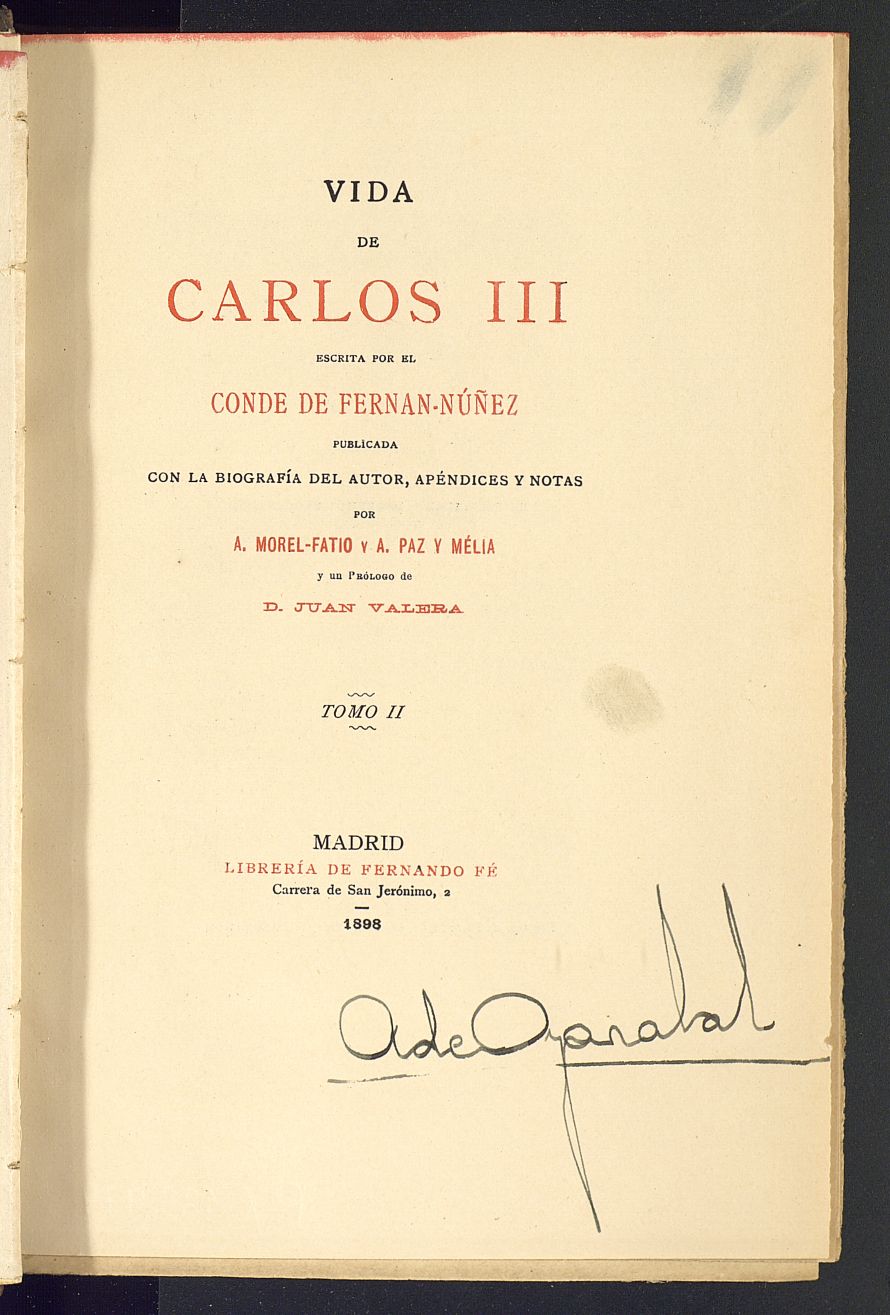 VIDA
DE
CARLOS III
ESCRITA POR EL
CONDE DE FERNAN-NÚÑEZ
PUBLICADA
CON LA BIOGRAFÍA DEL AUTOR, APÉNDICES Y NOTAS
POR
A. MOREL-FATIO Y A. PAZ Y MÉLIA
y un PRÓLOGO de
D. JUAN VALERA
TOMO II
MADRID
LIBRERÍA DE FERNANDO FÉ
Carrera de San Jerónimo, 2
1898
A de